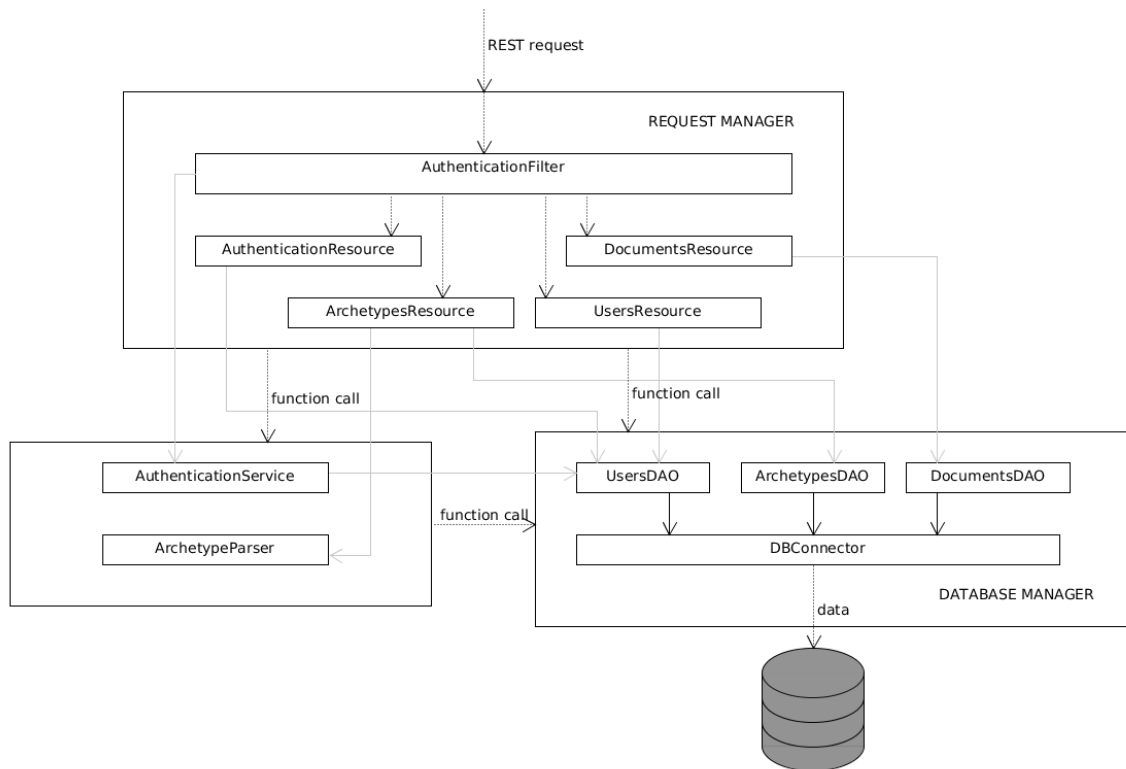 REST request
REQUEST MANAGER
AuthenticationFilter
AuthenticationResource
DocumentsResource
ArchetypesResource
UsersResource
function call
function call
AuthenticationService
UsersDAO
ArchetypesDAO
DocumentsDAO
function call
ArchetypeParser
DBConnector
DATABASE MANAGER
data